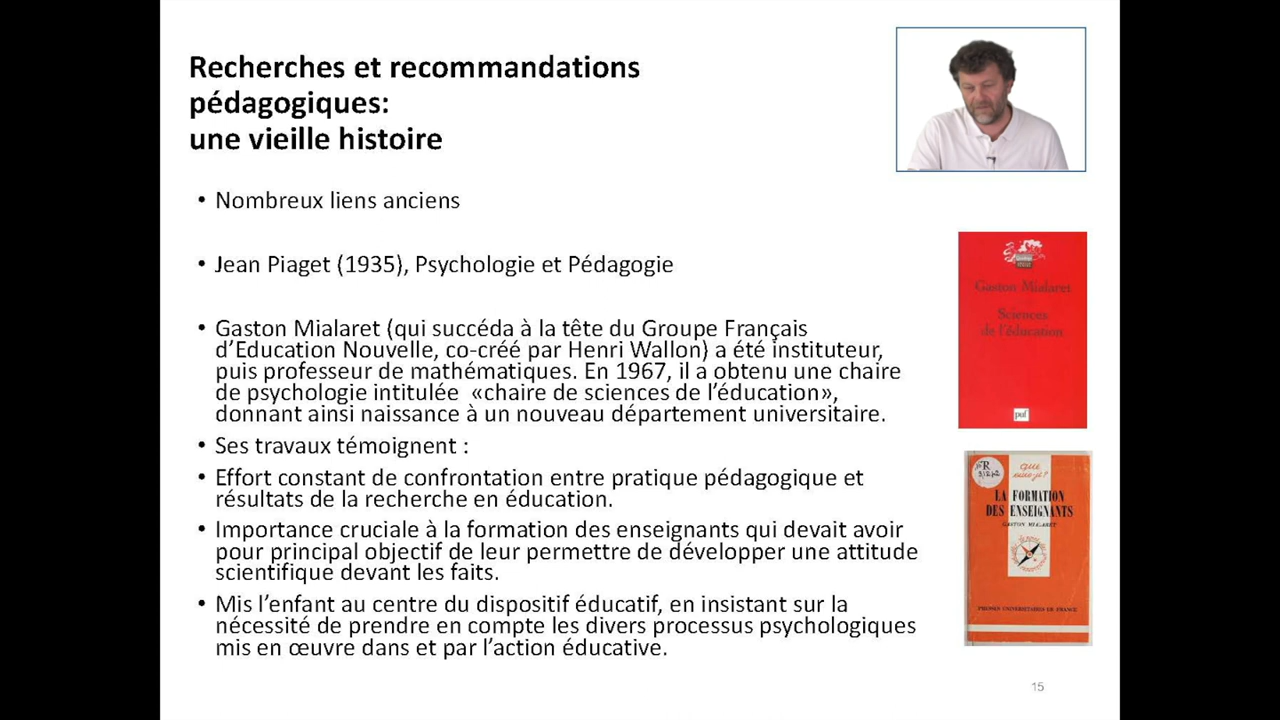 Recherches et recommandations
pédagogiques:
une vieille histoire
• Nombreux liens anciens
• Jean Piaget (1935), Psychologie et Pédagogie
• Gaston Mialaret (qui succéda à la tête du Groupe Français
d’Education Nouvelle, co-créé par Henri Wallon) a été instituteur,
puis professeur de mathématiques. En 1967, il a obtenu une chaire
de psychologie intitulée «chaire de sciences de l’éducation»,
donnant ainsi naissance à un nouveau département universitaire.
• Ses travaux témoignent :
• Effort constant de confrontation entre pratique pédagogique et
résultats de la recherche en éducation.
• Importance cruciale à la formation des enseignants qui devait avoir
pour principal objectif de leur permettre de développer une attitude
scientifique devant les faits.
• Mis l’enfant au centre du dispositif éducatif, en insistant sur la
nécessité de prendre en compte les divers processus psychologiques
mis en œuvre dans et par l’action éducative.
Gaston Mialaret
Sciences
de l’éducation
puf
que
sais-je?
LA FORMATION
DES ENSEIGNANTS
GASTON MIALARET
PRESSES UNIVERSITAIRES DE FRANCE
15